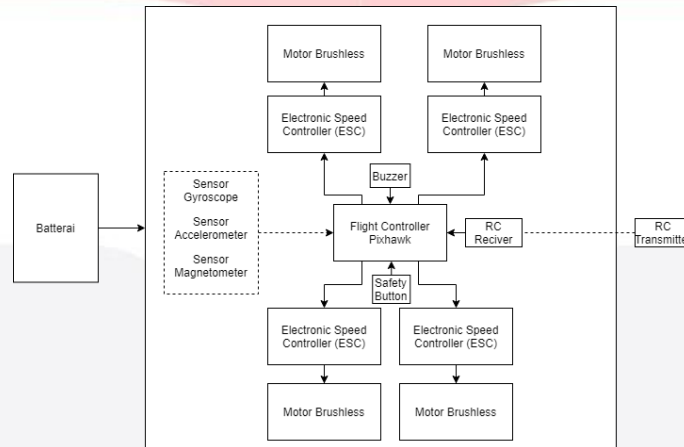 Motor Brushless
Motor Brushless
Electronic Speed
Controller (ESC)
Electronic Speed
Controller (ESC)
Buzzer
Sensor
Gyroscope
Sensor
Accelerometer
Sensor
Magnetometer
Batterai
Flight Controller
Pixhawk
RC
Reciver
RC
Transmitte
Safety
Button
Electronic Speed
Controller (ESC)
Electronic Speed
Controller (ESC)
Motor Brushless
Motor Brushless